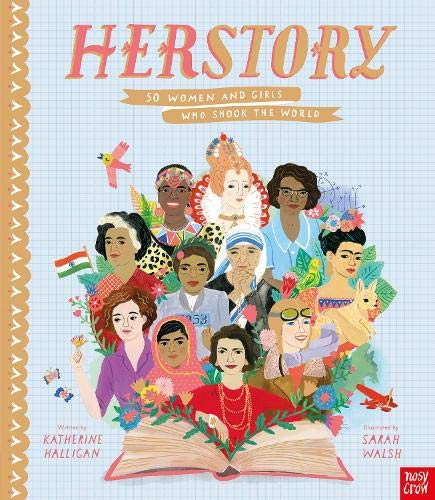 HERSTORY
50 WOMEN AND GIRLS
WHO SHOOK THE WORLD
7053
Written by
KATHERINE
HALLIGAN
Illustrated by
SARAH
WALSH
nosy
crow